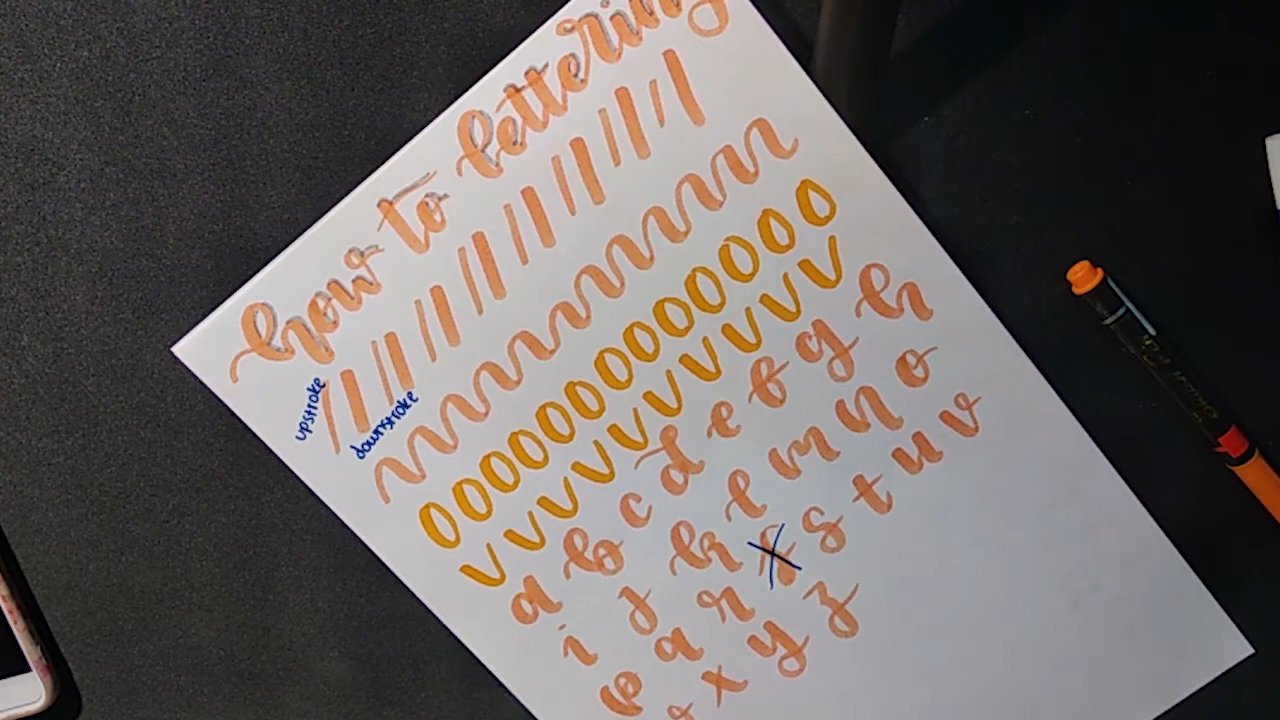 how to lettering
upstroke
downstroke
o o o o o o o o o o o o o
v v v v v v v v v v
a b c d e f g h
i j k l m n o
p q r s t u v
x y z